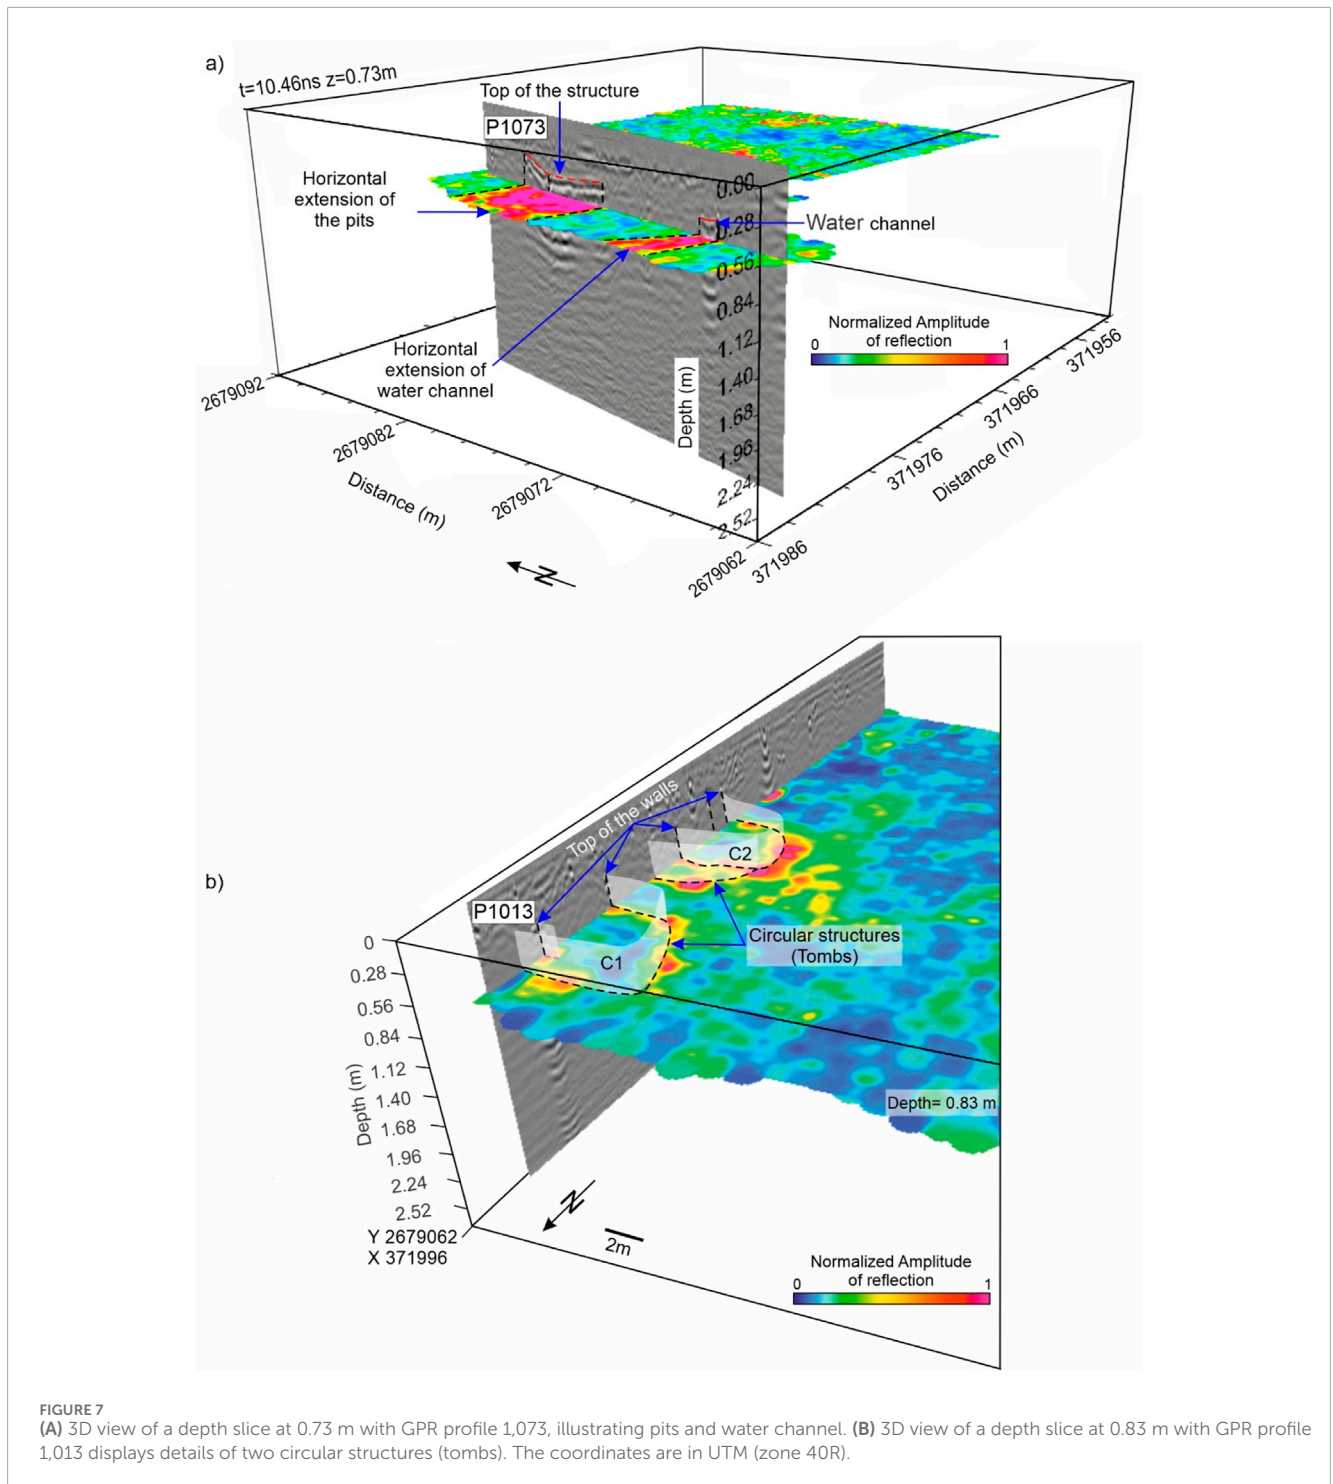 a)
t=10.46ns z=0.73m
Top of the structure
P1073
Horizontal
extension of
the pits
Water channel
Horizontal
extension of
water channel
Normalized Amplitude
of reflection
0 1
0.00
0.28
0.56
0.84
1.12
1.40
1.68
1.96
2.24
2.52
Depth (m)
2679092
2679082
2679072
2679062
Distance (m)
371986
371976
371966
371956
Distance (m)
N
b)
Top of the walls
P1013
C2
C1
Circular structures
(Tombs)
0
0.28
0.56
0.84
1.12
1.40
1.68
1.96
2.24
2.52
Depth (m)
Depth= 0.83 m
Y 2679062
X 371996
N
2m
Normalized Amplitude
of reflection
0 1
FIGURE 7
(A) 3D view of a depth slice at 0.73 m with GPR profile 1,073, illustrating pits and water channel. (B) 3D view of a depth slice at 0.83 m with GPR profile
1,013 displays details of two circular structures (tombs). The coordinates are in UTM (zone 40R).